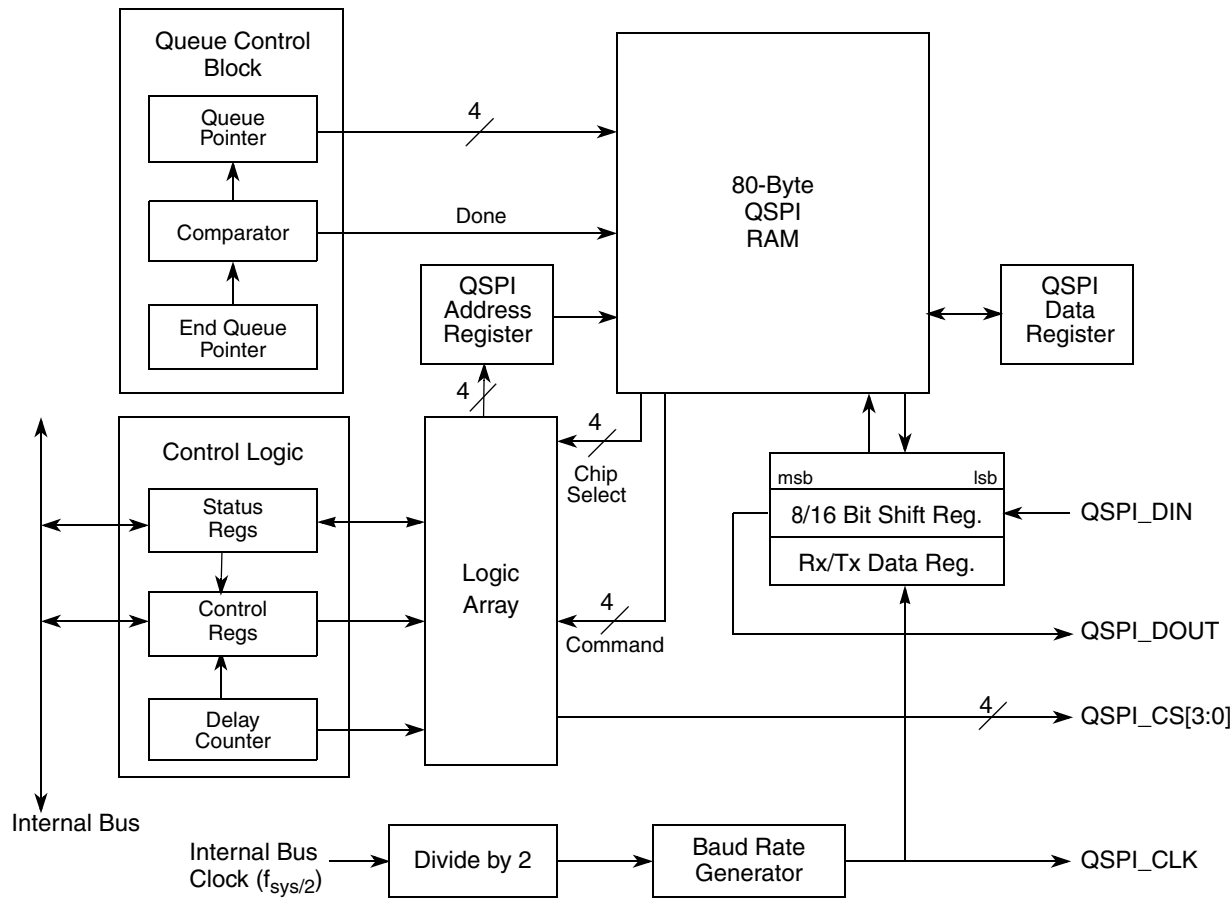 Queue Control
Block
Queue
Pointer
4
Comparator
Done
End Queue
Pointer
80-Byte
QSPI
RAM
QSPI
Address
Register
QSPI
Data
Register
4
Control Logic
Status
Regs
Control
Regs
Delay
Counter
Logic
Array
4
Chip
Select
4
Command
msb lsb
8/16 Bit Shift Reg.
Rx/Tx Data Reg.
QSPI_DIN
QSPI_DOUT
4
QSPI_CS[3:0]
Internal Bus
Internal Bus
Clock (fsys/2)
Divide by 2
Baud Rate
Generator
QSPI_CLK